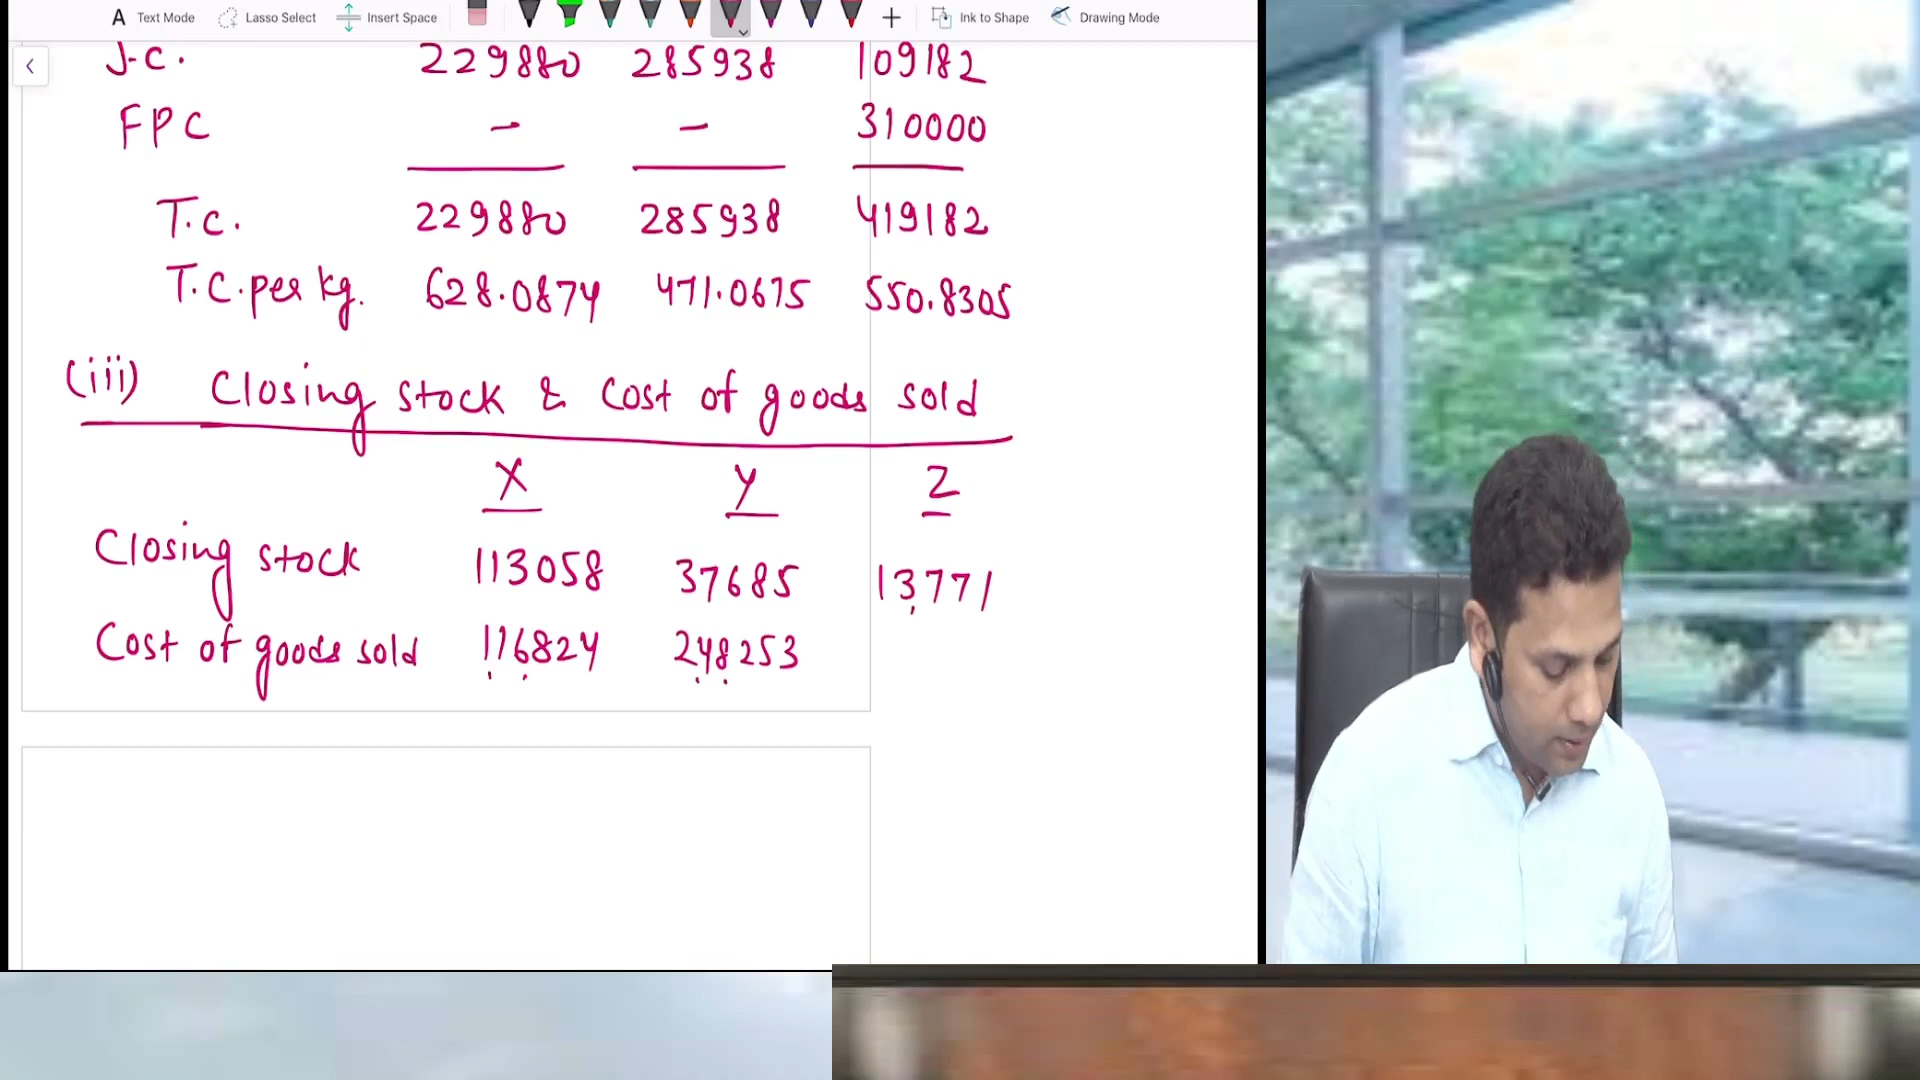 A Text Mode Lasso Select Insert Space Ink to Shape Drawing Mode
J.C. 229880 285938 109182
FPC - - 310000
T.C. 229880 285938 419182
T.C. per kg. 628.0874 471.0675 550.8305
(iii) Closing stock & Cost of goods sold
X Y Z
Closing stock 113058 37685 13,771
Cost of goods sold 116824 248253